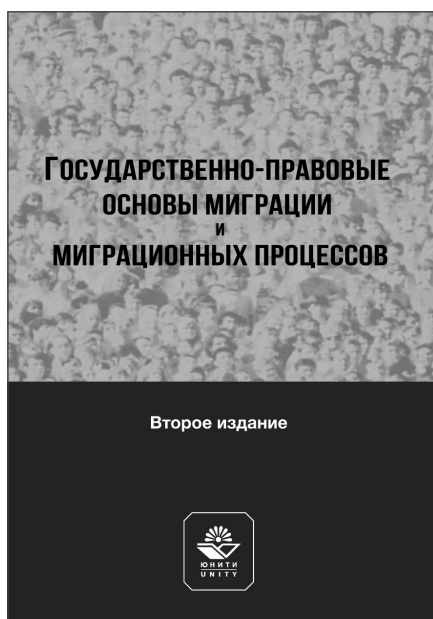 Государственно-правовые
основы миграции
и
миграционных процессов
Второе издание
ЮНИТИ
UNITY